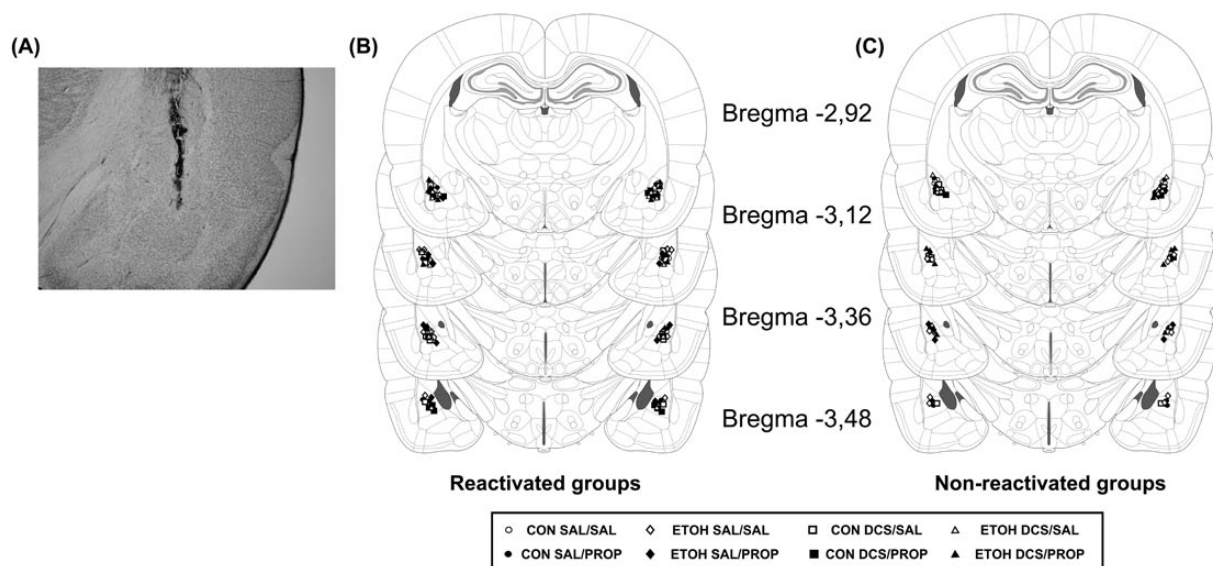 (A)
(B)
(C)
Bregma -2,92
Bregma -3,12
Bregma -3,36
Bregma -3,48
Reactivated groups
Non-reactivated groups
○ CON SAL/SAL ◇ ETOH SAL/SAL □ CON DCS/SAL △ ETOH DCS/SAL
● CON SAL/PROP ◆ ETOH SAL/PROP ■ CON DCS/PROP ▲ ETOH DCS/PROP